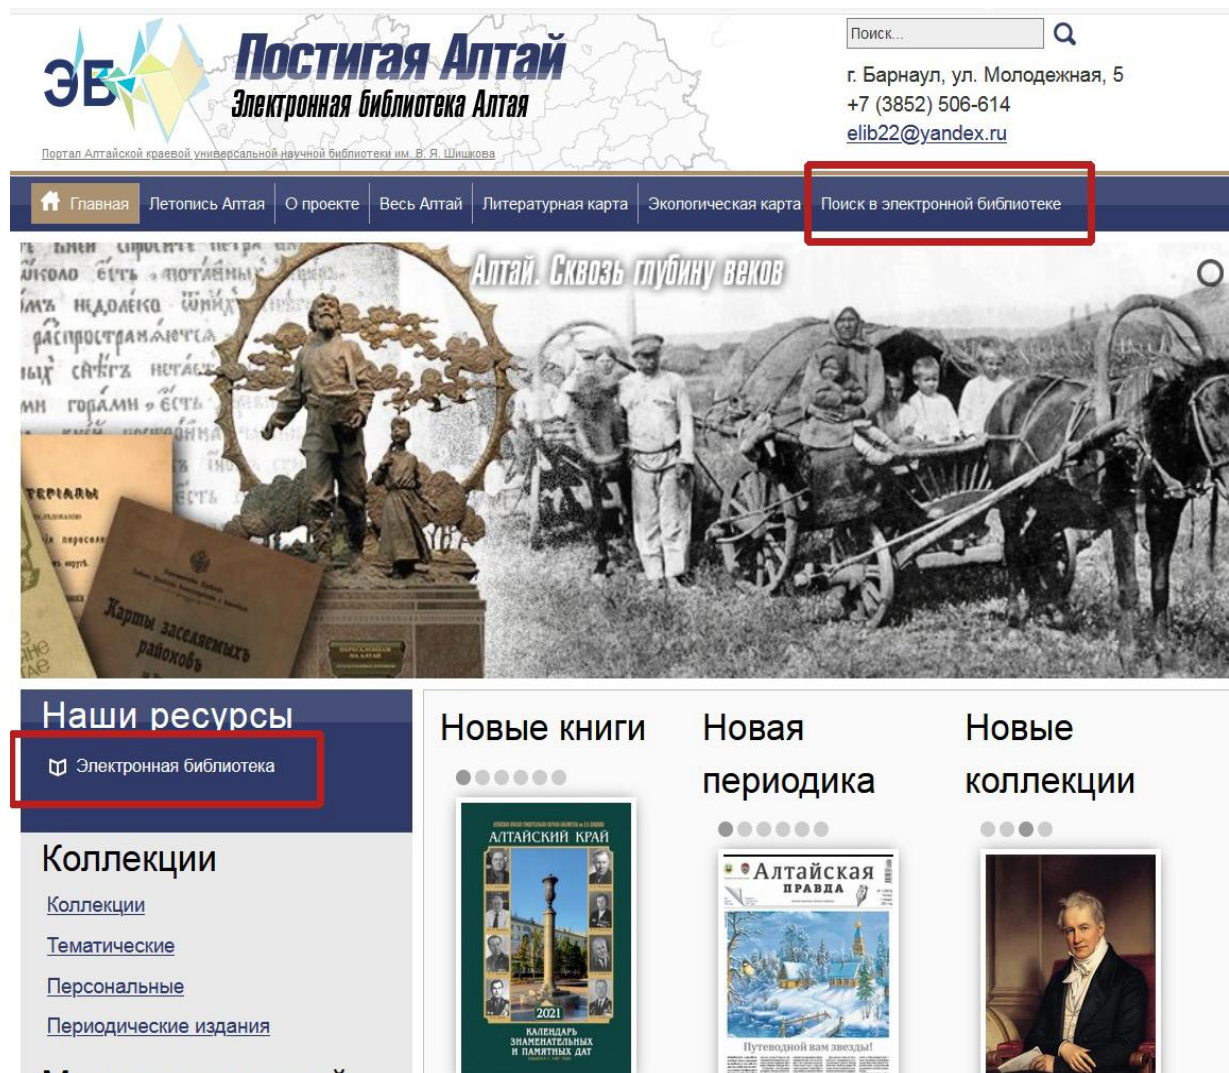 ЭБ
Постигая Алтай
Электронная библиотека Алтая
Портал Алтайской краевой универсальной научной библиотеки им. В. Я. Шишкова
Поиск...
г. Барнаул, ул. Молодежная, 5
+7 (3852) 506-614
elib22@yandex.ru
Главная
Летопись Алтая
О проекте
Весь Алтай
Литературная карта
Экологическая карта
Поиск в электронной библиотеке
Алтай. Сквозь глубину веков
Карты заселяемыхъ
районовъ
Наши ресурсы
Электронная библиотека
Коллекции
Коллекции
Тематические
Персональные
Периодические издания
Новые книги
АЛТАЙСКИЙ КРАЙ
2021
КАЛЕНДАРЬ
ЗНАМЕНАТЕЛЬНЫХ
И ПАМЯТНЫХ ДАТ
Новая
периодика
Алтайская
ПРАВДА
Путеводной вам звезды!
Новые
коллекции